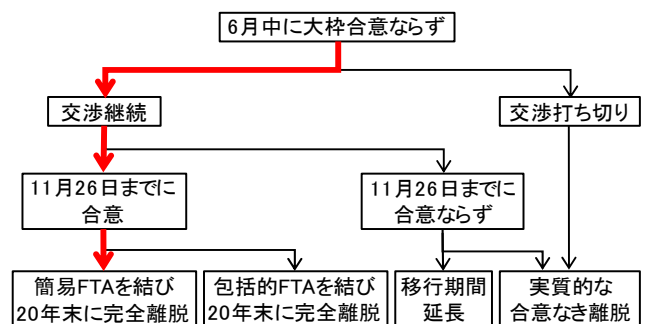 6月中に大枠合意ならず
交渉継続
交渉打ち切り
11月26日までに
合意
11月26日までに
合意ならず
簡易FTAを結び
20年末に完全離脱
包括的FTAを結び
20年末に完全離脱
移行期間
延長
実質的な
合意なき離脱